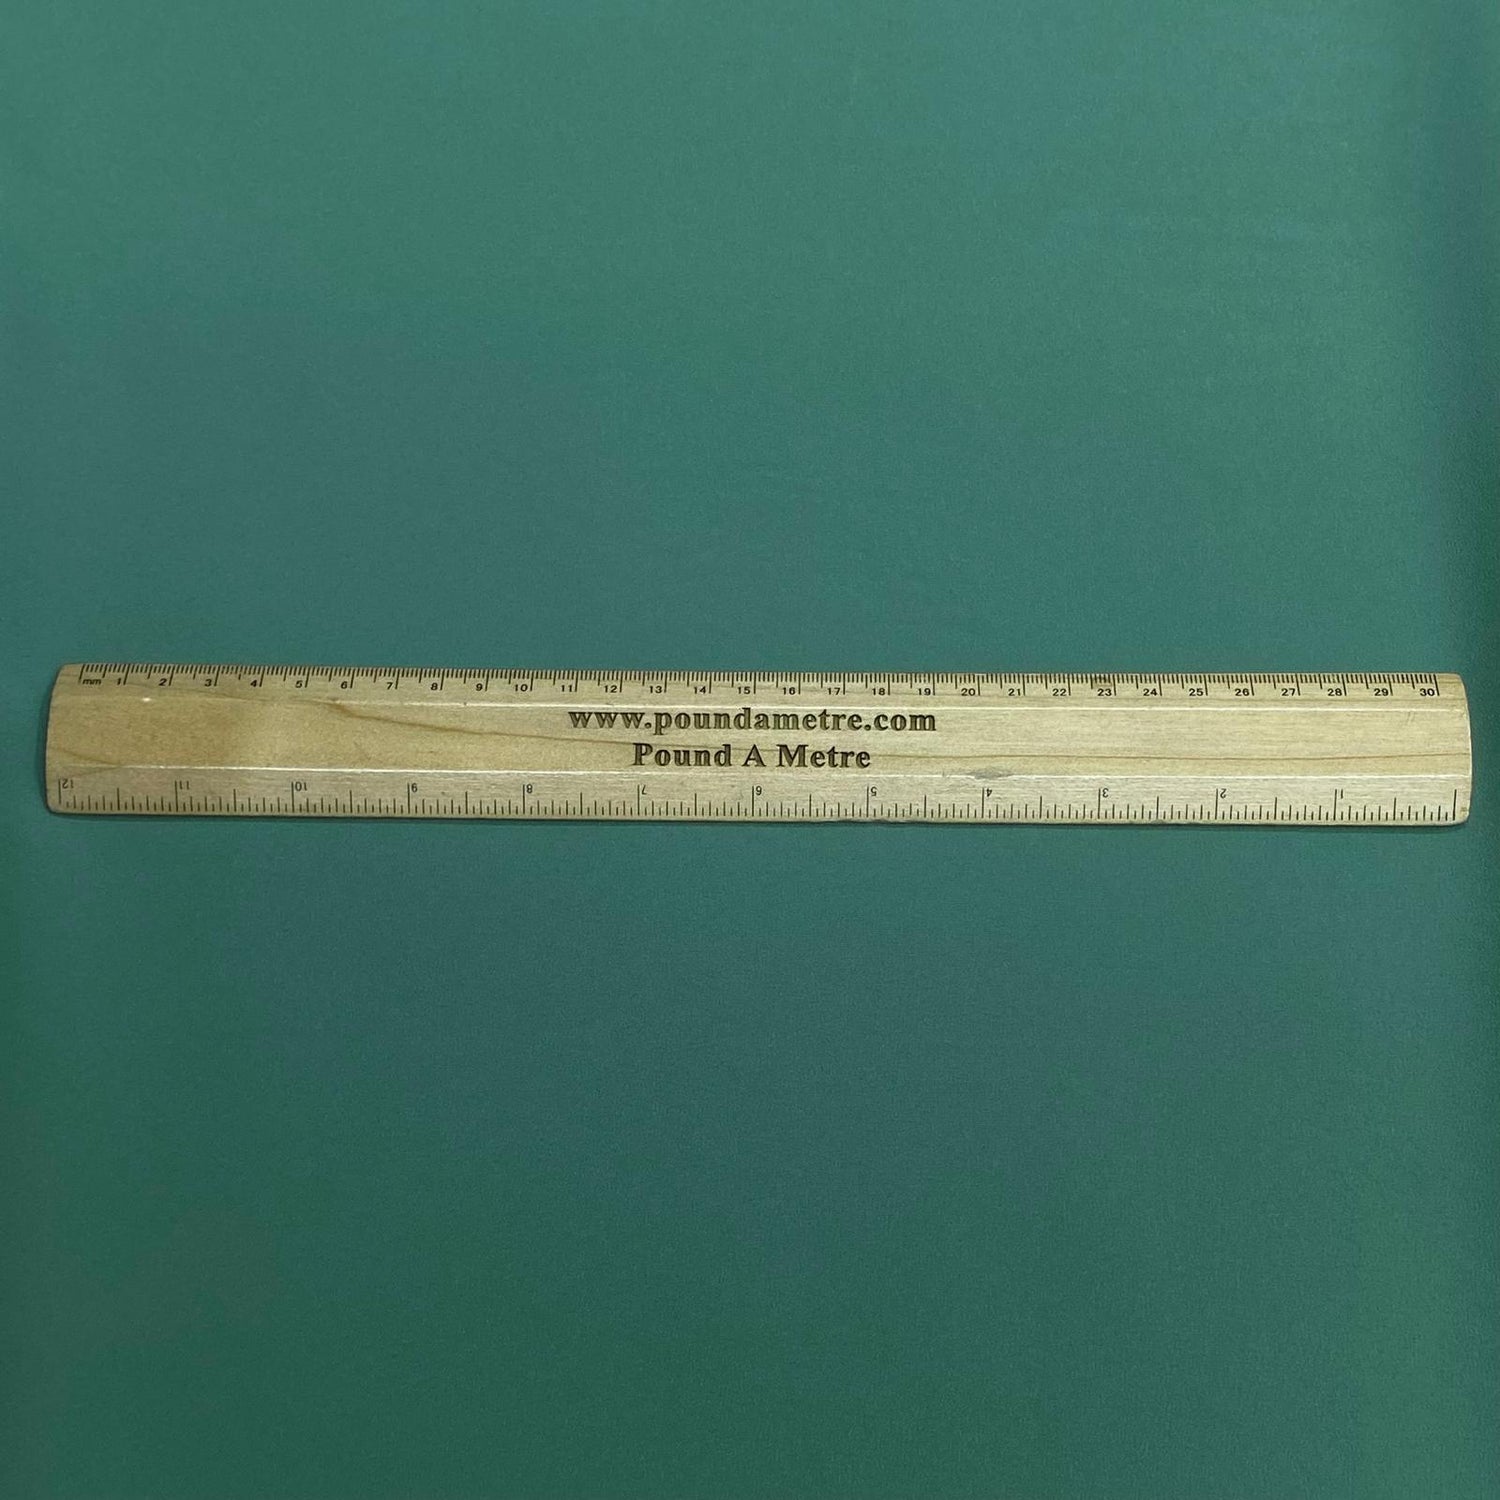 mm 1 2 3 4 5 6 7 8 9 10 11 12 13 14 15 16 17 18 19 20 21 22 23 24 25 26 27 28 29 30
www.poundametre.com
Pound A Metre
12 11 10 9 8 7 6 5 4 3 2 1